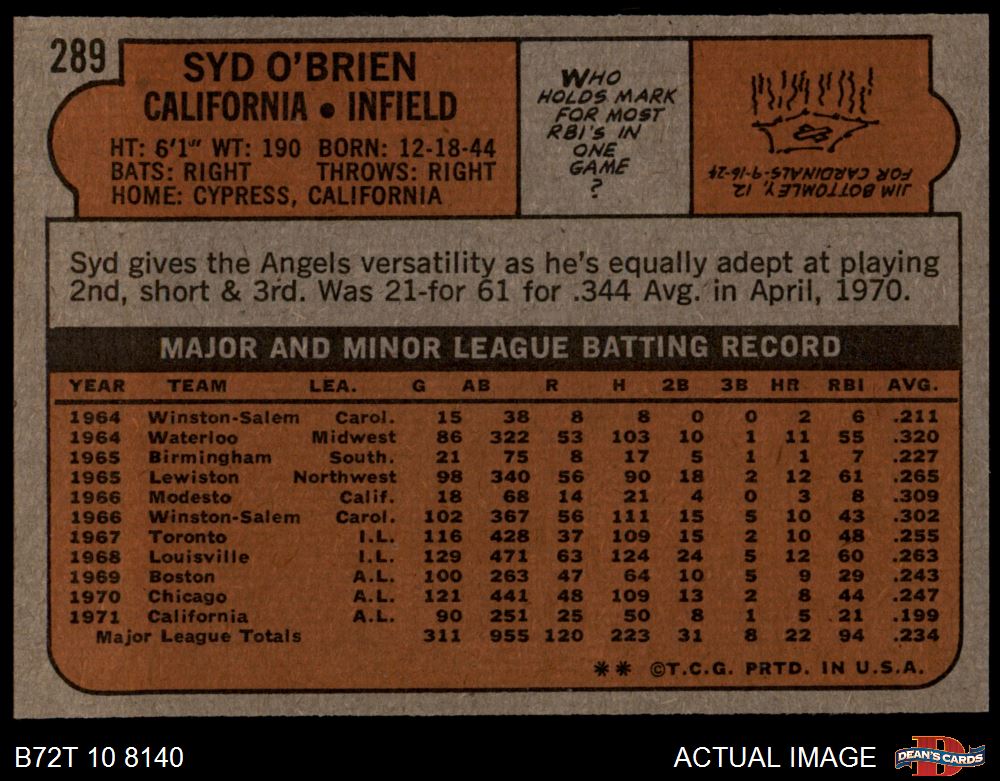 289
SYD O'BRIEN
CALIFORNIA • INFIELD
HT: 6'1" WT: 190 BORN: 12-18-44
BATS: RIGHT THROWS: RIGHT
HOME: CYPRESS, CALIFORNIA
WHO
HOLDS MARK
FOR MOST
RBI'S IN
ONE
GAME
?
JIM BOTTOMLEY, 12
FOR CARDINALS-9-16-24
Syd gives the Angels versatility as he's equally adept at playing
2nd, short & 3rd. Was 21-for 61 for .344 Avg. in April, 1970.
MAJOR AND MINOR LEAGUE BATTING RECORD
YEAR TEAM LEA. G AB R H 2B 3B HR RBI AVG.
1964 Winston-Salem Carol. 15 38 8 8 0 0 2 6 .211
1964 Waterloo Midwest 86 322 53 103 10 1 11 55 .320
1965 Birmingham South. 21 75 8 17 5 1 1 7 .227
1965 Lewiston Northwest 98 340 56 90 18 2 12 61 .265
1966 Modesto Calif. 18 68 14 21 4 0 3 8 .309
1966 Winston-Salem Carol. 102 367 56 111 15 5 10 43 .302
1967 Toronto I.L. 116 428 37 109 15 2 10 48 .255
1968 Louisville I.L. 129 471 63 124 24 5 12 60 .263
1969 Boston A.L. 100 263 47 64 10 5 9 29 .243
1970 Chicago A.L. 121 441 48 109 13 2 8 44 .247
1971 California A.L. 90 251 25 50 8 1 5 21 .199
Major League Totals 311 955 120 223 31 8 22 94 .234
** ©T.C.G. PRTD. IN U.S.A.
B72T 10 8140
ACTUAL IMAGE
D
DEAN'S CARDS